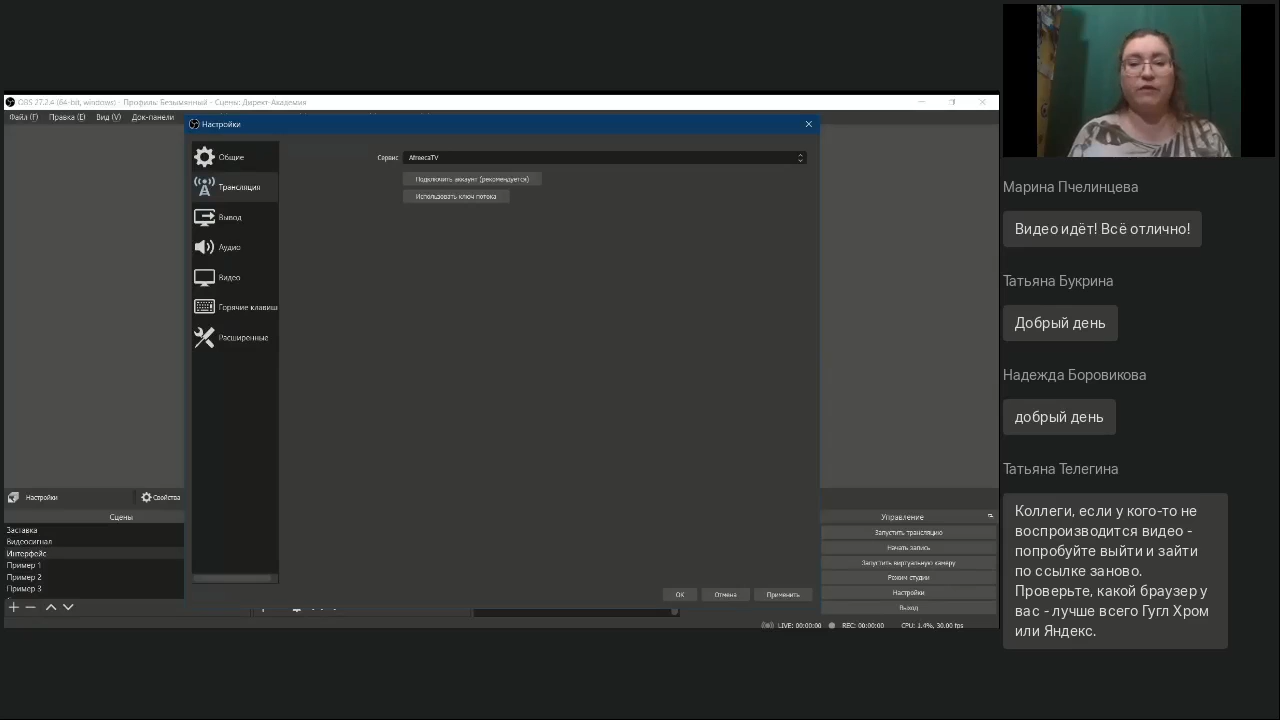 OBS 27.2.4 (64-bit, windows) - Профиль: Безымянный - Сцены: Директ-Академия
Файл (F)
Правка (E)
Вид (V)
Док-панели
Настройки
Общие
Трансляция
Вывод
Аудио
Видео
Горячие клавиш
Расширенные
Сервис
AfreecaTV
Подключить аккаунт (рекомендуется)
Использовать ключ потока
ОК
Отмена
Применить
Настройки
Свойства
Сцены
Заставка
Видеосигнал
Интерфейс
Пример 1
Пример 2
Пример 3
Управление
Запустить трансляцию
Начать запись
Запустить виртуальную камеру
Режим студии
Настройки
Выход
LIVE: 00:00:00
REC: 00:00:00
CPU: 1.4%, 30.00 fps
Марина Пчелинцева
Видео идёт! Всё отлично!
Татьяна Букрина
Добрый день
Надежда Боровикова
добрый день
Татьяна Телегина
Коллеги, если у кого-то не
воспроизводится видео -
попробуйте выйти и зайти
по ссылке заново.
Проверьте, какой браузер у
вас - лучше всего Гугл Хром
или Яндекс.